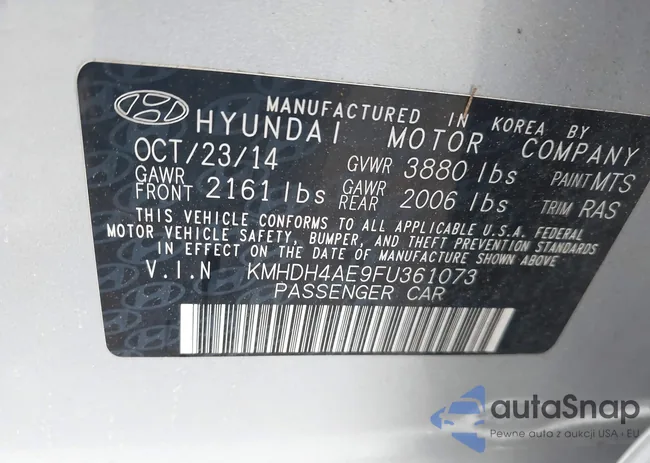 MANUFACTURED IN KOREA BY
HYUNDAI MOTOR COMPANY
OCT/23/14 GVWR 3880 lbs PAINT MTS
GAWR FRONT 2161 lbs GAWR REAR 2006 lbs TRIM RAS
THIS VEHICLE CONFORMS TO ALL APPLICABLE U.S.A. FEDERAL
MOTOR VEHICLE SAFETY, BUMPER, AND THEFT PREVENTION STANDARDS
IN EFFECT ON THE DATE OF MANUFACTURE SHOWN ABOVE.
V.I.N KMHDH4AE9FU361073
PASSENGER CAR
autaSnap
Pewne auta z aukcji USA i EU